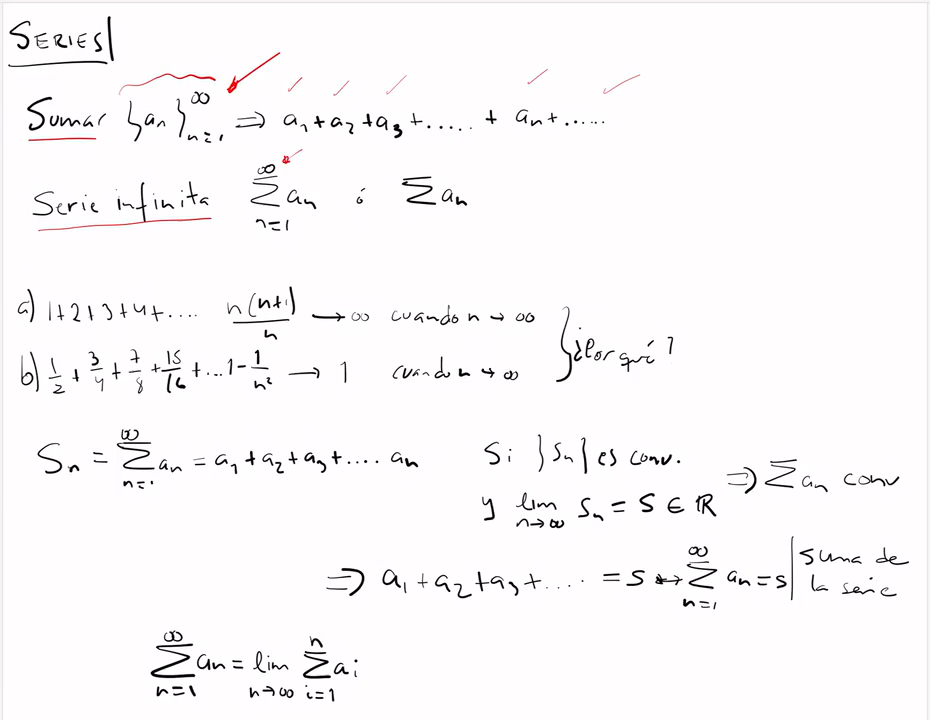 SERIES
Sumar {aₙ}ₙ₌₁^∞ ⇒ a₁+a₂+a₃+..... + aₙ+......
Serie infinita ∑ₙ₌₁^∞ aₙ ó ∑aₙ
a) 1+2+3+4+.... n(n+1)/n → ∞ cuando n → ∞
b) 1/2 + 3/4 + 7/8 + 15/16 + ... 1 - 1/n² → 1 cuando n → ∞
¿Por qué?
Sₙ = ∑ₙ₌₁^∞ aₙ = a₁+a₂+a₃+.... aₙ
Si {Sₙ} es conv.
y lim n→∞ Sₙ = S ∈ ℝ ⇒ ∑aₙ conv
⇒ a₁+a₂+a₃+.... = S ↔ ∑ₙ₌₁^∞ aₙ = s | suma de
la serie
∑ₙ₌₁^∞ aₙ = lim n→∞ ∑ᵢ₌₁ⁿ aᵢ